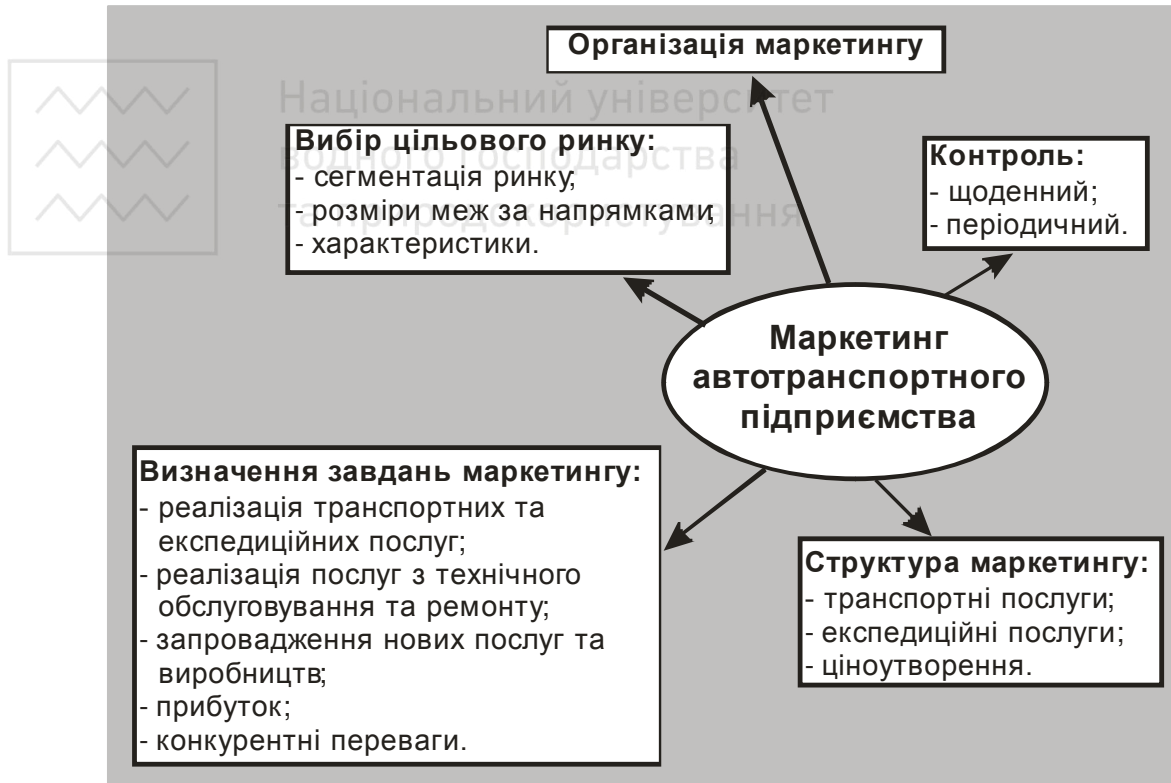 Організація маркетингу
Національний університет
водного господарства
та природокористування
Вибір цільового ринку:
- сегментація ринку;
- розміри меж за напрямками;
- характеристики.
Контроль:
- щоденний;
- періодичний.
Маркетинг
автотранспортного
підприємства
Визначення завдань маркетингу:
- реалізація транспортних та
експедиційних послуг;
- реалізація послуг з технічного
обслуговування та ремонту;
- запровадження нових послуг та
виробництв;
- прибуток;
- конкурентні переваги.
Структура маркетингу:
- транспортні послуги;
- експедиційні послуги;
- ціноутворення.